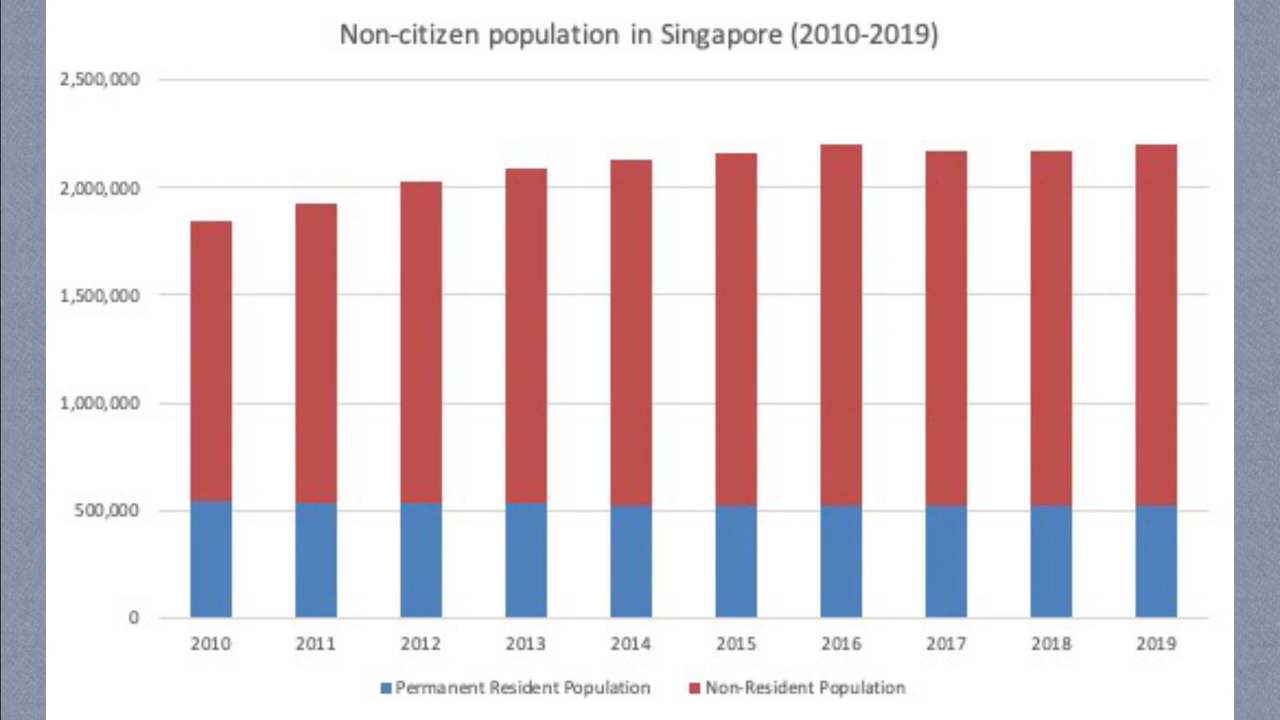 Non-citizen population in Singapore (2010-2019)
2,500,000
2,000,000
1,500,000
1,000,000
500,000
0
2010 2011 2012 2013 2014 2015 2016 2017 2018 2019
Permanent Resident Population Non-Resident Population